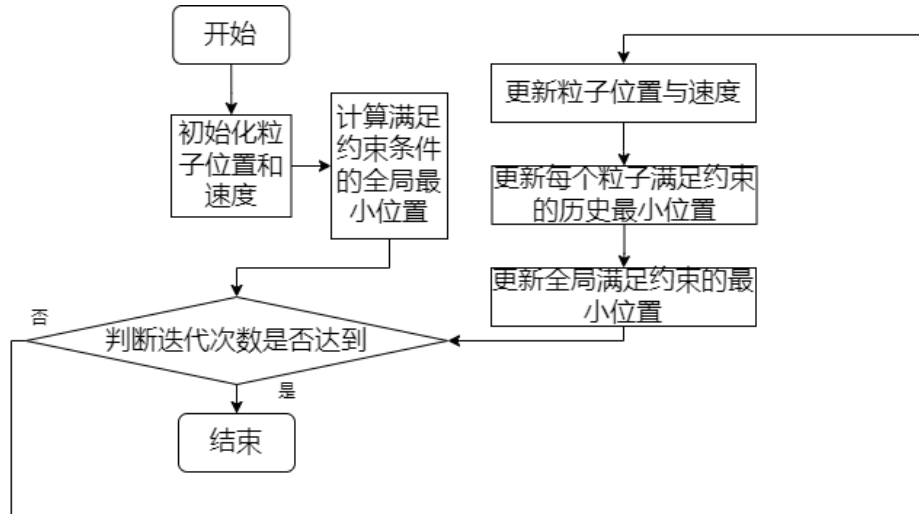 开始
初始化粒
子位置和
速度
计算满足
约束条件
的全局最
小位置
更新粒子位置与速度
更新每个粒子满足约束
的历史最小位置
更新全局满足约束的最
小位置
否
判断迭代次数是否达到
是
结束